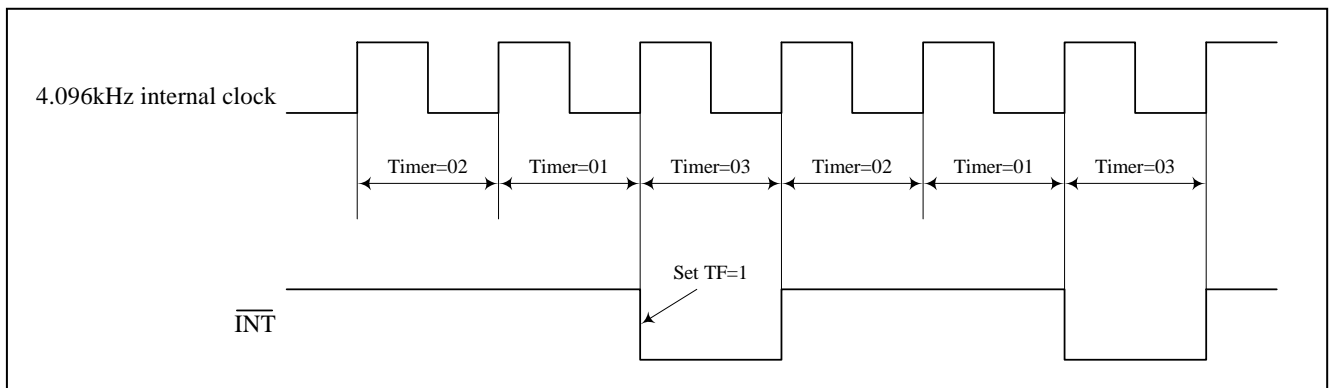 4.096kHz internal clock
Timer=02 Timer=01 Timer=03 Timer=02 Timer=01 Timer=03
Set TF=1
INT